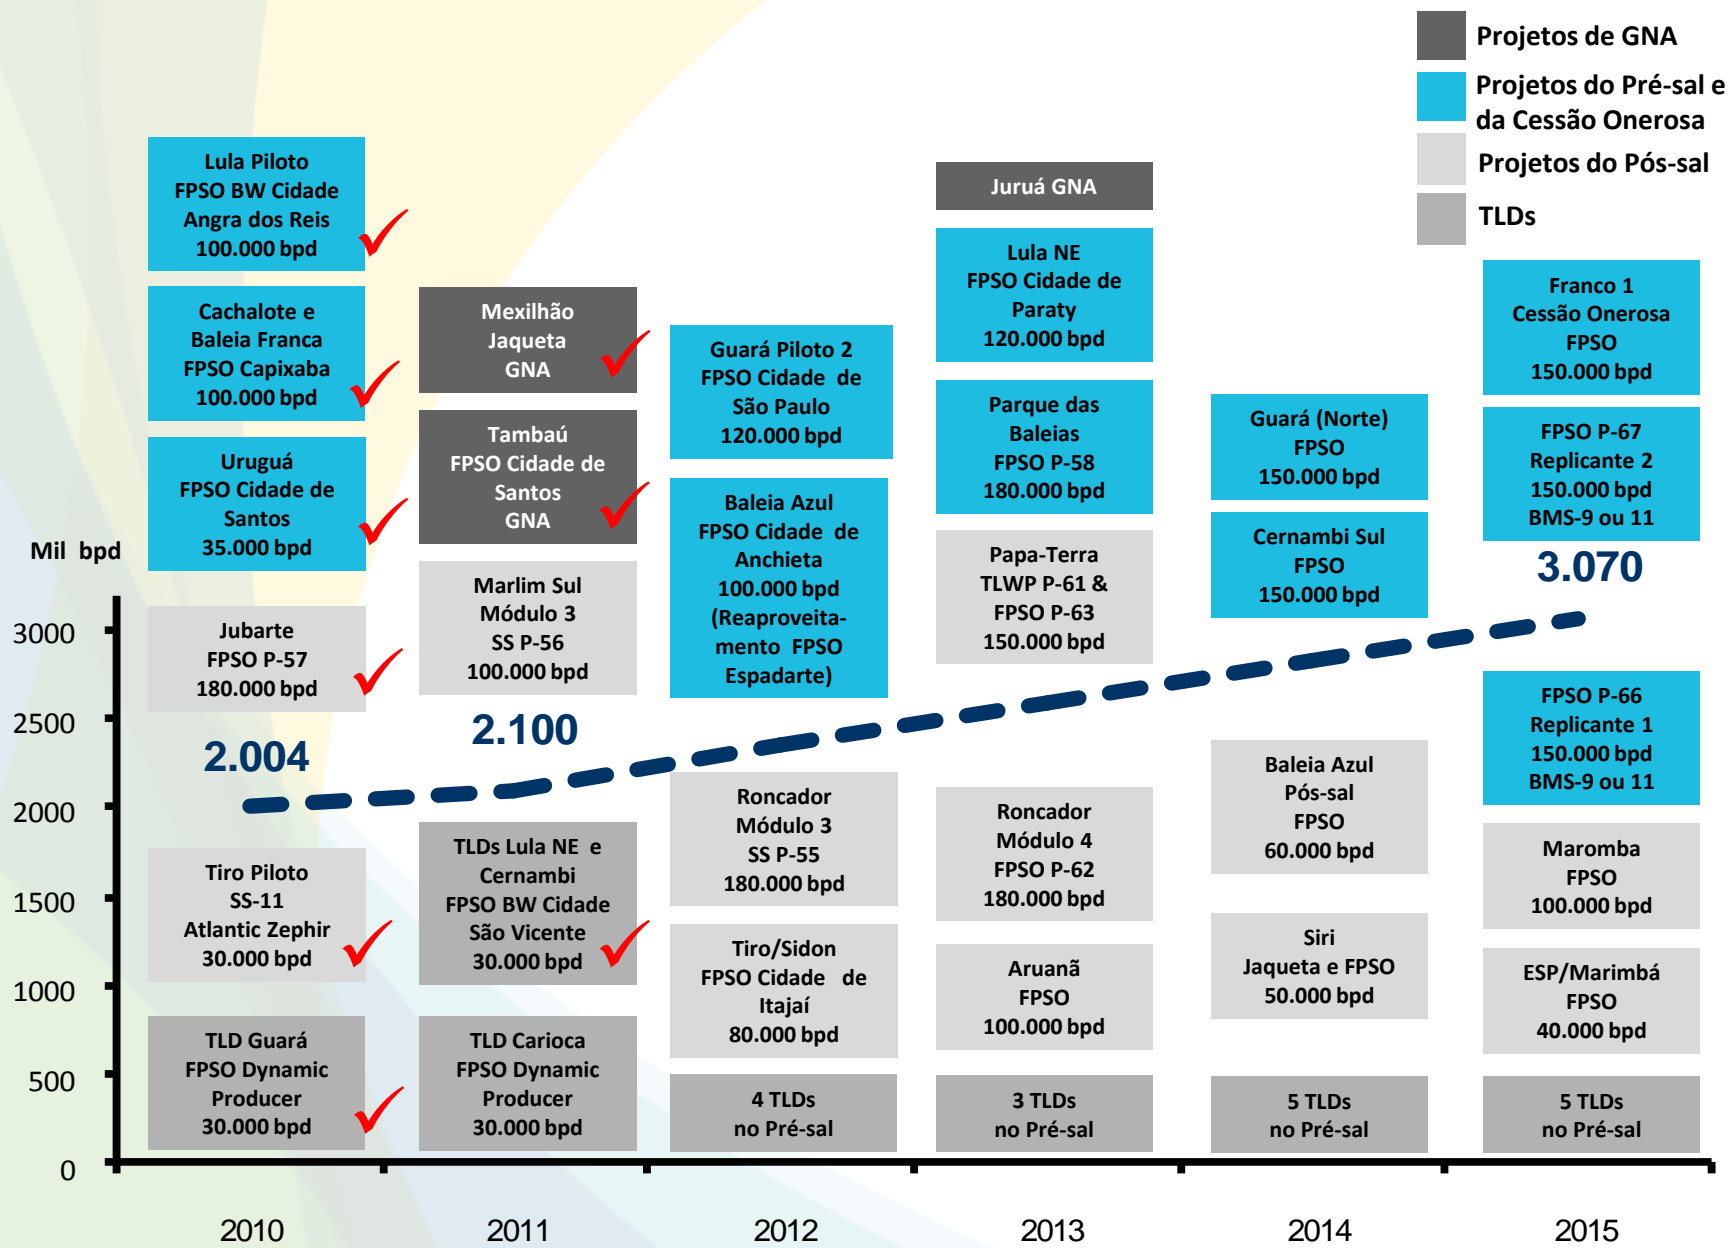 Projetos de GNA
Projetos do Pré-sal e
da Cessão Onerosa
Projetos do Pós-sal
TLDs
Mil bpd
3000
2500
2000
1500
1000
500
0
Lula Piloto
FPSO BW Cidade
Angra dos Reis
100.000 bpd
Cachalote e
Baleia Franca
FPSO Capixaba
100.000 bpd
Uruguá
FPSO Cidade de
Santos
35.000 bpd
Jubarte
FPSO P-57
180.000 bpd
2.004
Tiro Piloto
SS-11
Atlantic Zephir
30.000 bpd
TLD Guará
FPSO Dynamic
Producer
30.000 bpd
Mexilhão
Jaqueta
GNA
Tambaú
FPSO Cidade de
Santos
GNA
Marlim Sul
Módulo 3
SS P-56
100.000 bpd
2.100
TLDs Lula NE e
Cernambi
FPSO BW Cidade
São Vicente
30.000 bpd
TLD Carioca
FPSO Dynamic
Producer
30.000 bpd
Guará Piloto 2
FPSO Cidade de
São Paulo
120.000 bpd
Baleia Azul
FPSO Cidade de
Anchieta
100.000 bpd
(Reaproveita-
mento FPSO
Espadarte)
Roncador
Módulo 3
SS P-55
180.000 bpd
Tiro/Sidon
FPSO Cidade de
Itajaí
80.000 bpd
4 TLDs
no Pré-sal
Juruá GNA
Lula NE
FPSO Cidade de
Paraty
120.000 bpd
Parque das
Baleias
FPSO P-58
180.000 bpd
Papa-Terra
TLWP P-61 &
FPSO P-63
150.000 bpd
Roncador
Módulo 4
FPSO P-62
180.000 bpd
Aruanã
FPSO
100.000 bpd
3 TLDs
no Pré-sal
Guará (Norte)
FPSO
150.000 bpd
Cernambi Sul
FPSO
150.000 bpd
Baleia Azul
Pós-sal
FPSO
60.000 bpd
Siri
Jaqueta e FPSO
50.000 bpd
5 TLDs
no Pré-sal
Franco 1
Cessão Onerosa
FPSO
150.000 bpd
FPSO P-67
Replicante 2
150.000 bpd
BMS-9 ou 11
3.070
FPSO P-66
Replicante 1
150.000 bpd
BMS-9 ou 11
Maromba
FPSO
100.000 bpd
ESP/Marimbá
FPSO
40.000 bpd
5 TLDs
no Pré-sal
2010
2011
2012
2013
2014
2015